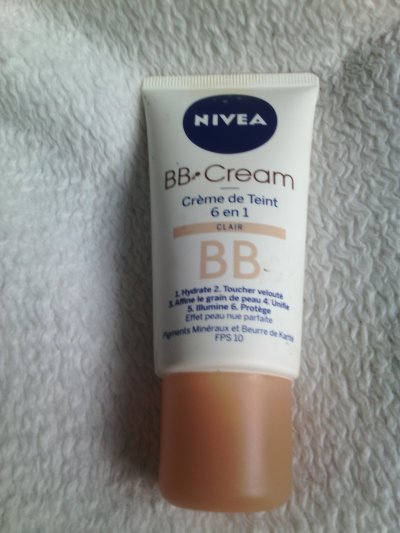 NIVEA
BB Cream
Crème de Teint
6 en 1
CLAIR
BB
1. Hydrate 2. Toucher velouté
3. Affine le grain de peau 4. Unifie
5. Illumine 6. Protège
Effet peau nue parfaite
Pigments Minéraux et Beurre de Karité
FPS 10